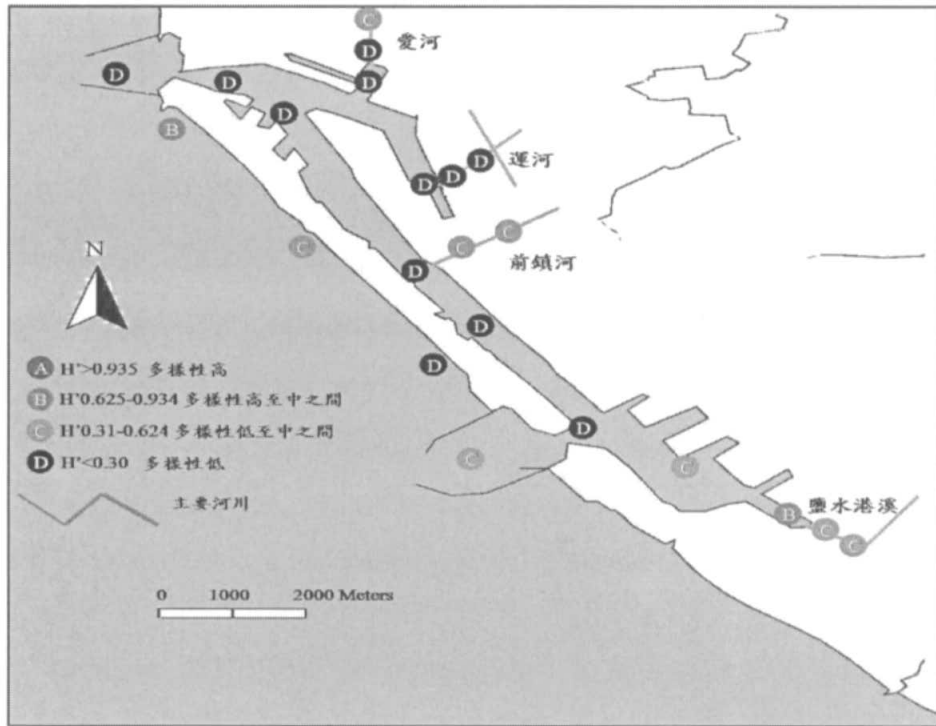 C
D
愛河
D
D
D
D
B
D
D
D
運河
C
C
C
前鎮河
D
N
D
D
A H'>0.935 多樣性高
B H'0.625-0.934 多樣性高至中之間
C H'0.31-0.624 多樣性低至中之間
D H'<0.30 多樣性低
主要河川
D
C
C
B
鹽水港溪
C
C
0 1000 2000 Meters